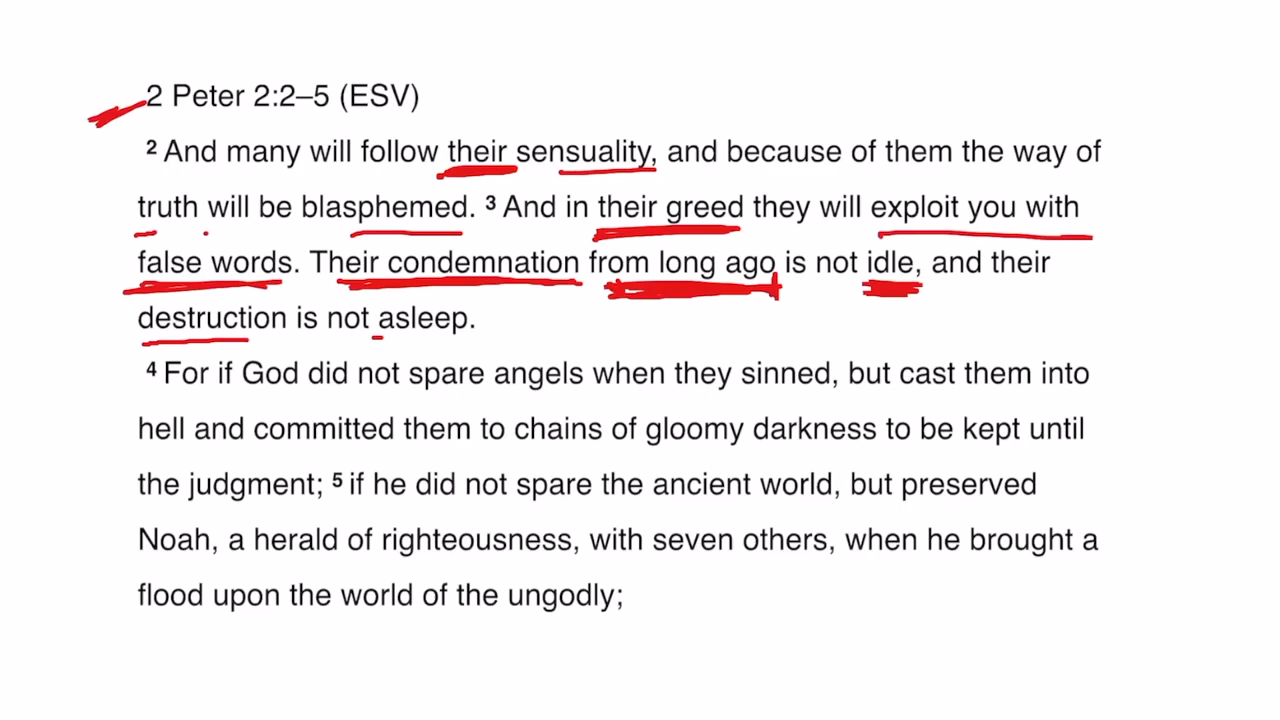 2 Peter 2:2–5 (ESV)
² And many will follow their sensuality, and because of them the way of
truth will be blasphemed. ³ And in their greed they will exploit you with
false words. Their condemnation from long ago is not idle, and their
destruction is not asleep.
⁴ For if God did not spare angels when they sinned, but cast them into
hell and committed them to chains of gloomy darkness to be kept until
the judgment; ⁵ if he did not spare the ancient world, but preserved
Noah, a herald of righteousness, with seven others, when he brought a
flood upon the world of the ungodly;